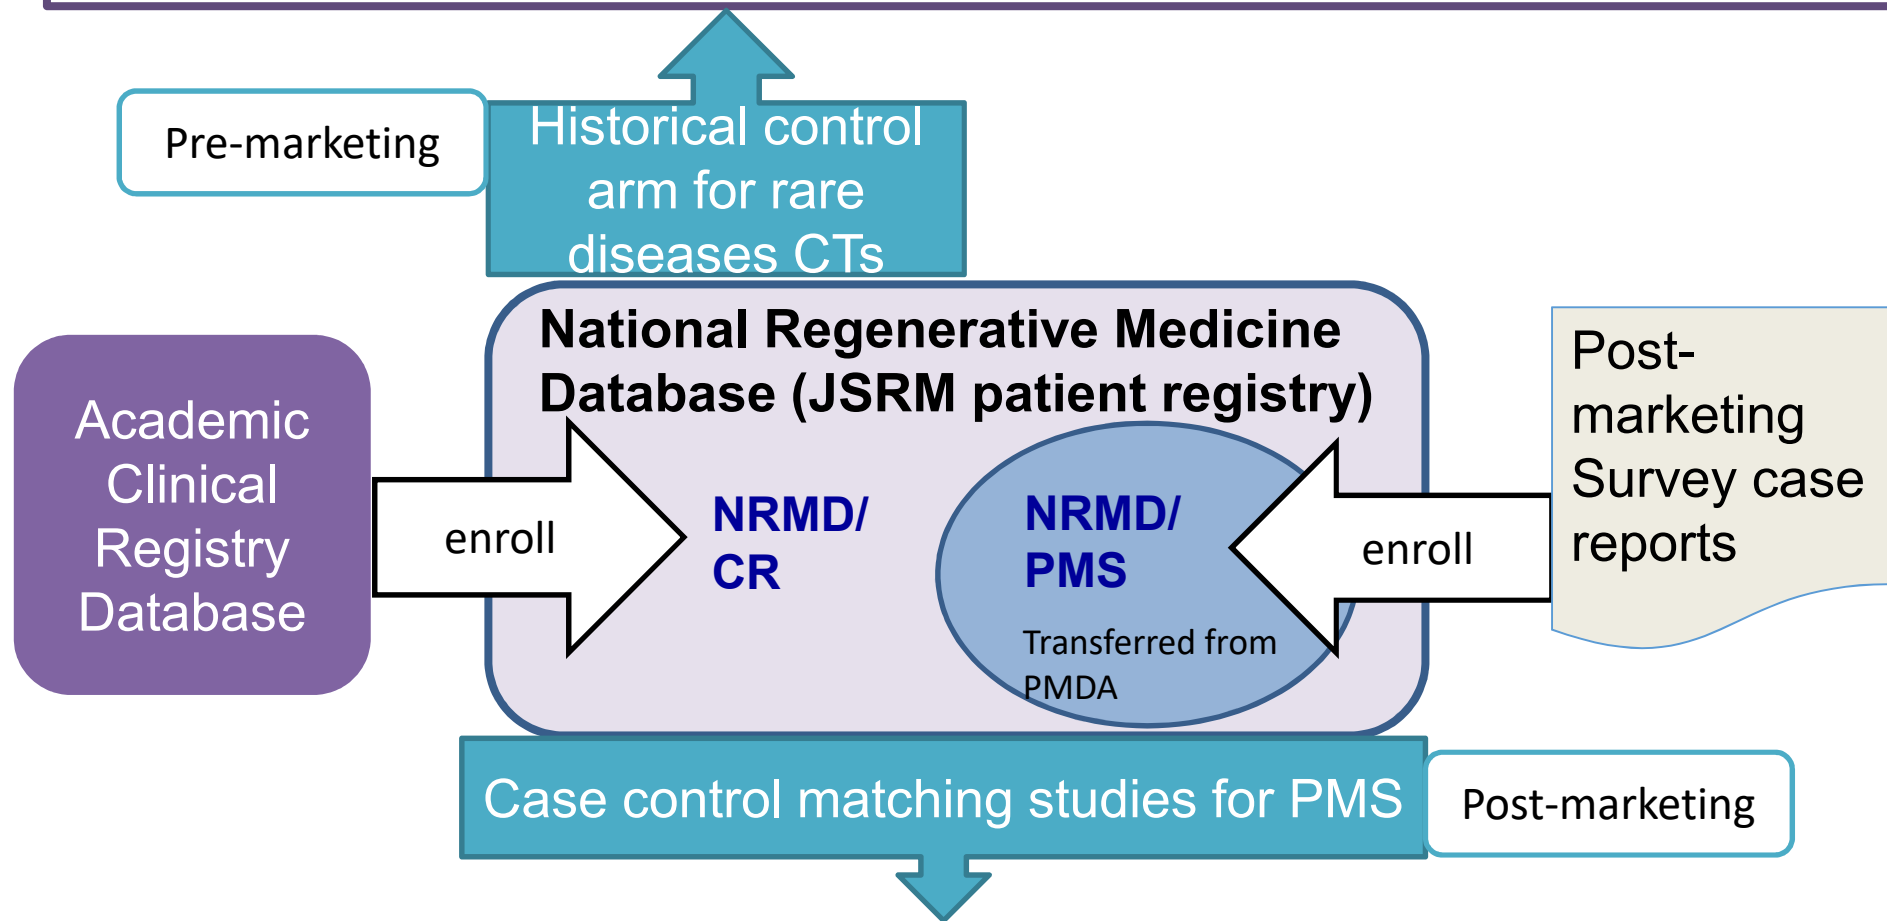 Pre-marketing
Historical control
arm for rare
diseases CTs
National Regenerative Medicine
Database (JSRM patient registry)
Academic
Clinical
Registry
Database
enroll
NRMD/
CR
NRMD/
PMS
Transferred from
PMDA
enroll
Post-
marketing
Survey case
reports
Case control matching studies for PMS
Post-marketing